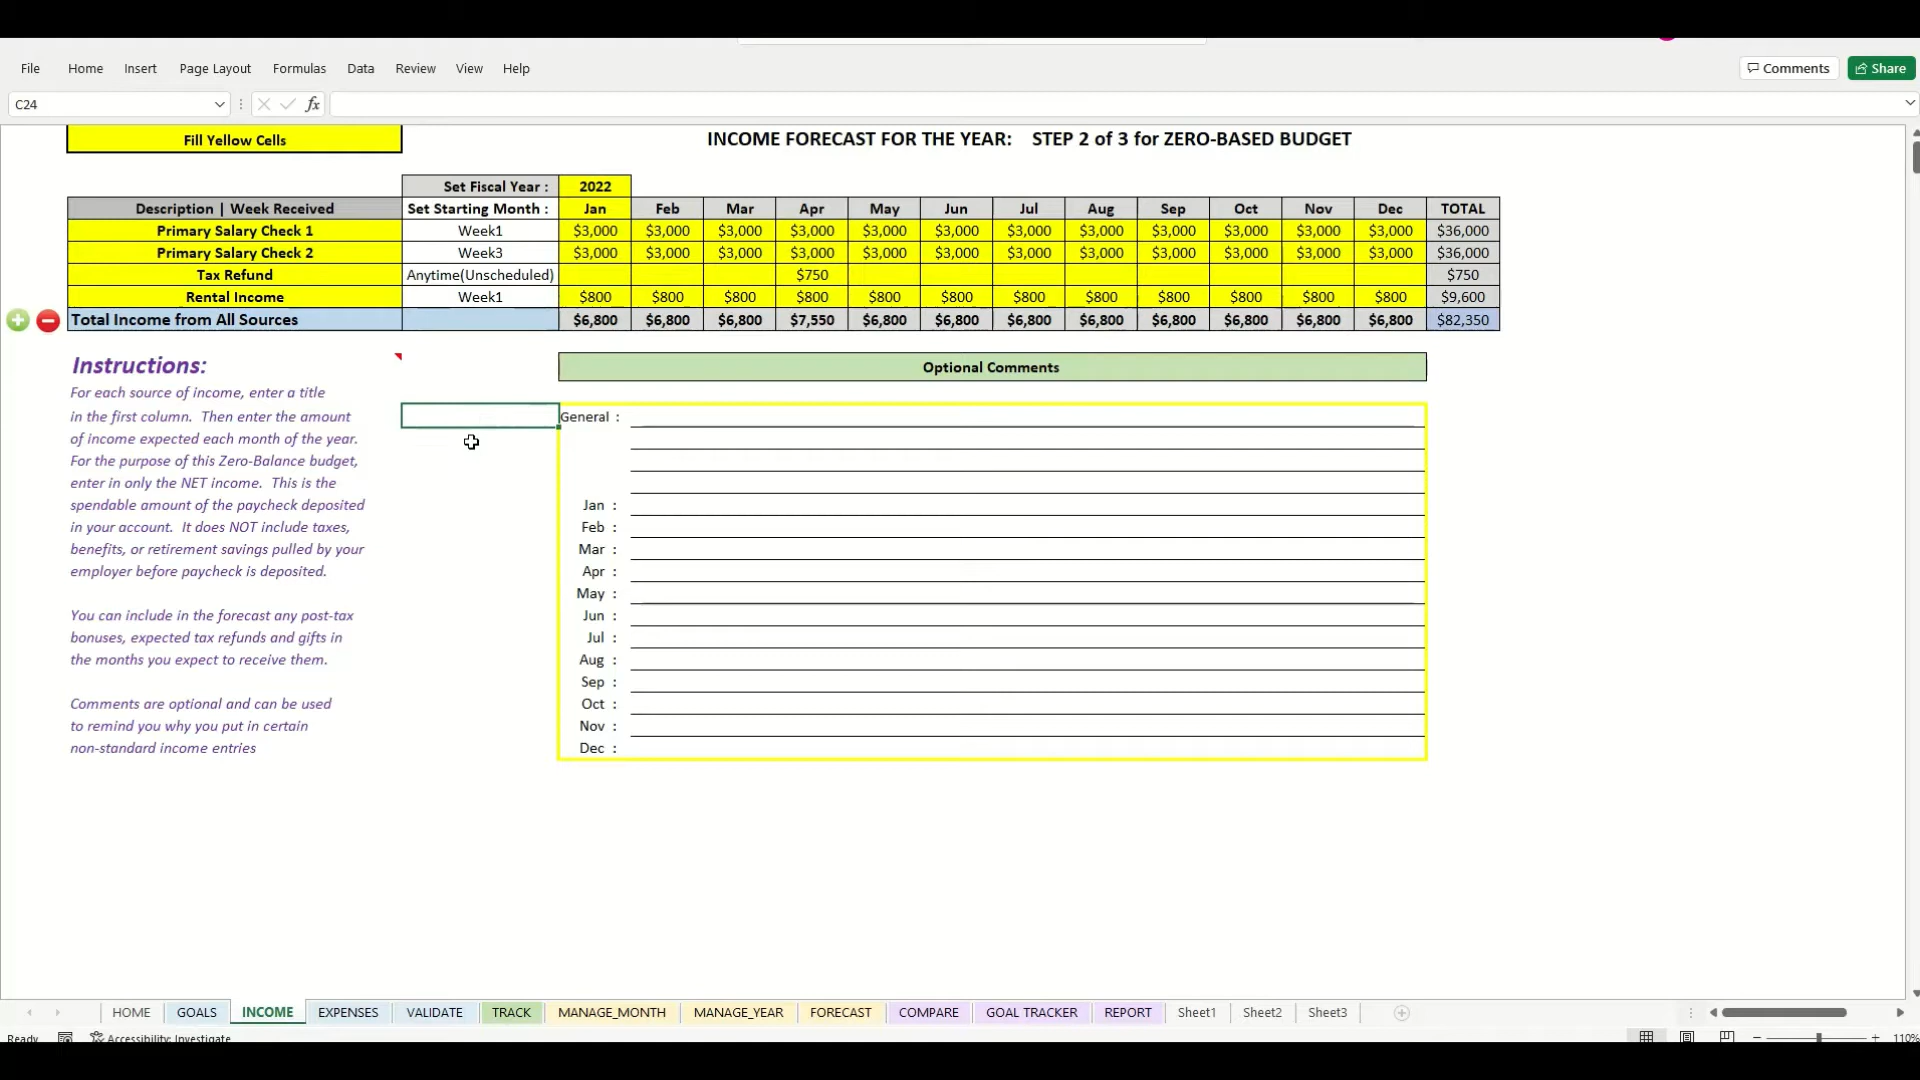 File Home Insert Page Layout Formulas Data Review View Help Comments Share
C24 fx
Fill Yellow Cells INCOME FORECAST FOR THE YEAR: STEP 2 of 3 for ZERO-BASED BUDGET
Set Fiscal Year : 2022
Description | Week Received Set Starting Month : Jan Feb Mar Apr May Jun Jul Aug Sep Oct Nov Dec TOTAL
Primary Salary Check 1 Week1 $3,000 $3,000 $3,000 $3,000 $3,000 $3,000 $3,000 $3,000 $3,000 $3,000 $3,000 $3,000 $36,000
Primary Salary Check 2 Week3 $3,000 $3,000 $3,000 $3,000 $3,000 $3,000 $3,000 $3,000 $3,000 $3,000 $3,000 $3,000 $36,000
Tax Refund Anytime(Unscheduled) $750 $750
Rental Income Week1 $800 $800 $800 $800 $800 $800 $800 $800 $800 $800 $800 $800 $9,600
Total Income from All Sources $6,800 $6,800 $6,800 $7,550 $6,800 $6,800 $6,800 $6,800 $6,800 $6,800 $6,800 $6,800 $82,350
Instructions:
For each source of income, enter a title
in the first column. Then enter the amount
of income expected each month of the year.
For the purpose of this Zero-Balance budget,
enter in only the NET income. This is the
spendable amount of the paycheck deposited
in your account. It does NOT include taxes,
benefits, or retirement savings pulled by your
employer before paycheck is deposited.
You can include in the forecast any post-tax
bonuses, expected tax refunds and gifts in
the months you expect to receive them.
Comments are optional and can be used
to remind you why you put in certain
non-standard income entries
Optional Comments
General :
Jan :
Feb :
Mar :
Apr :
May :
Jun :
Jul :
Aug :
Sep :
Oct :
Nov :
Dec :
HOME GOALS INCOME EXPENSES VALIDATE TRACK MANAGE_MONTH MANAGE_YEAR FORECAST COMPARE GOAL TRACKER REPORT Sheet1 Sheet2 Sheet3
Ready Accessibility: Investigate 110%